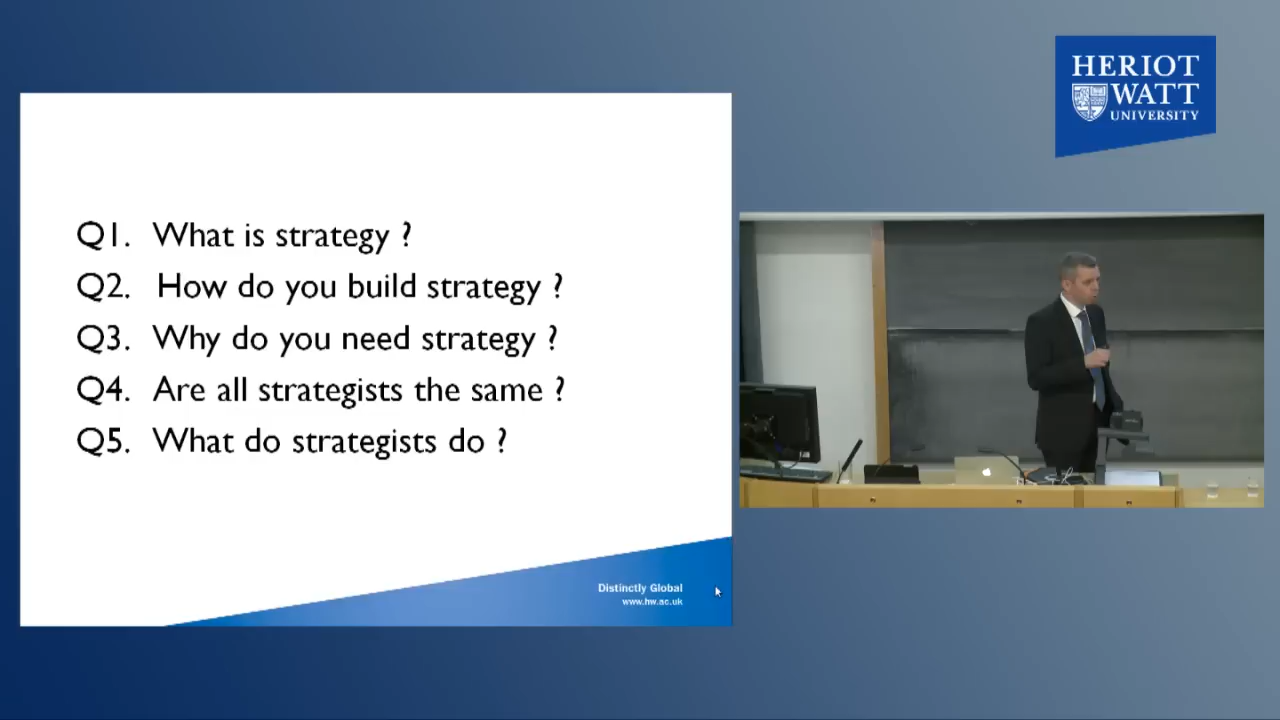 HERIOT
WATT
UNIVERSITY
Q1. What is strategy ?
Q2. How do you build strategy ?
Q3. Why do you need strategy ?
Q4. Are all strategists the same ?
Q5. What do strategists do ?
Distinctly Global
www.hw.ac.uk